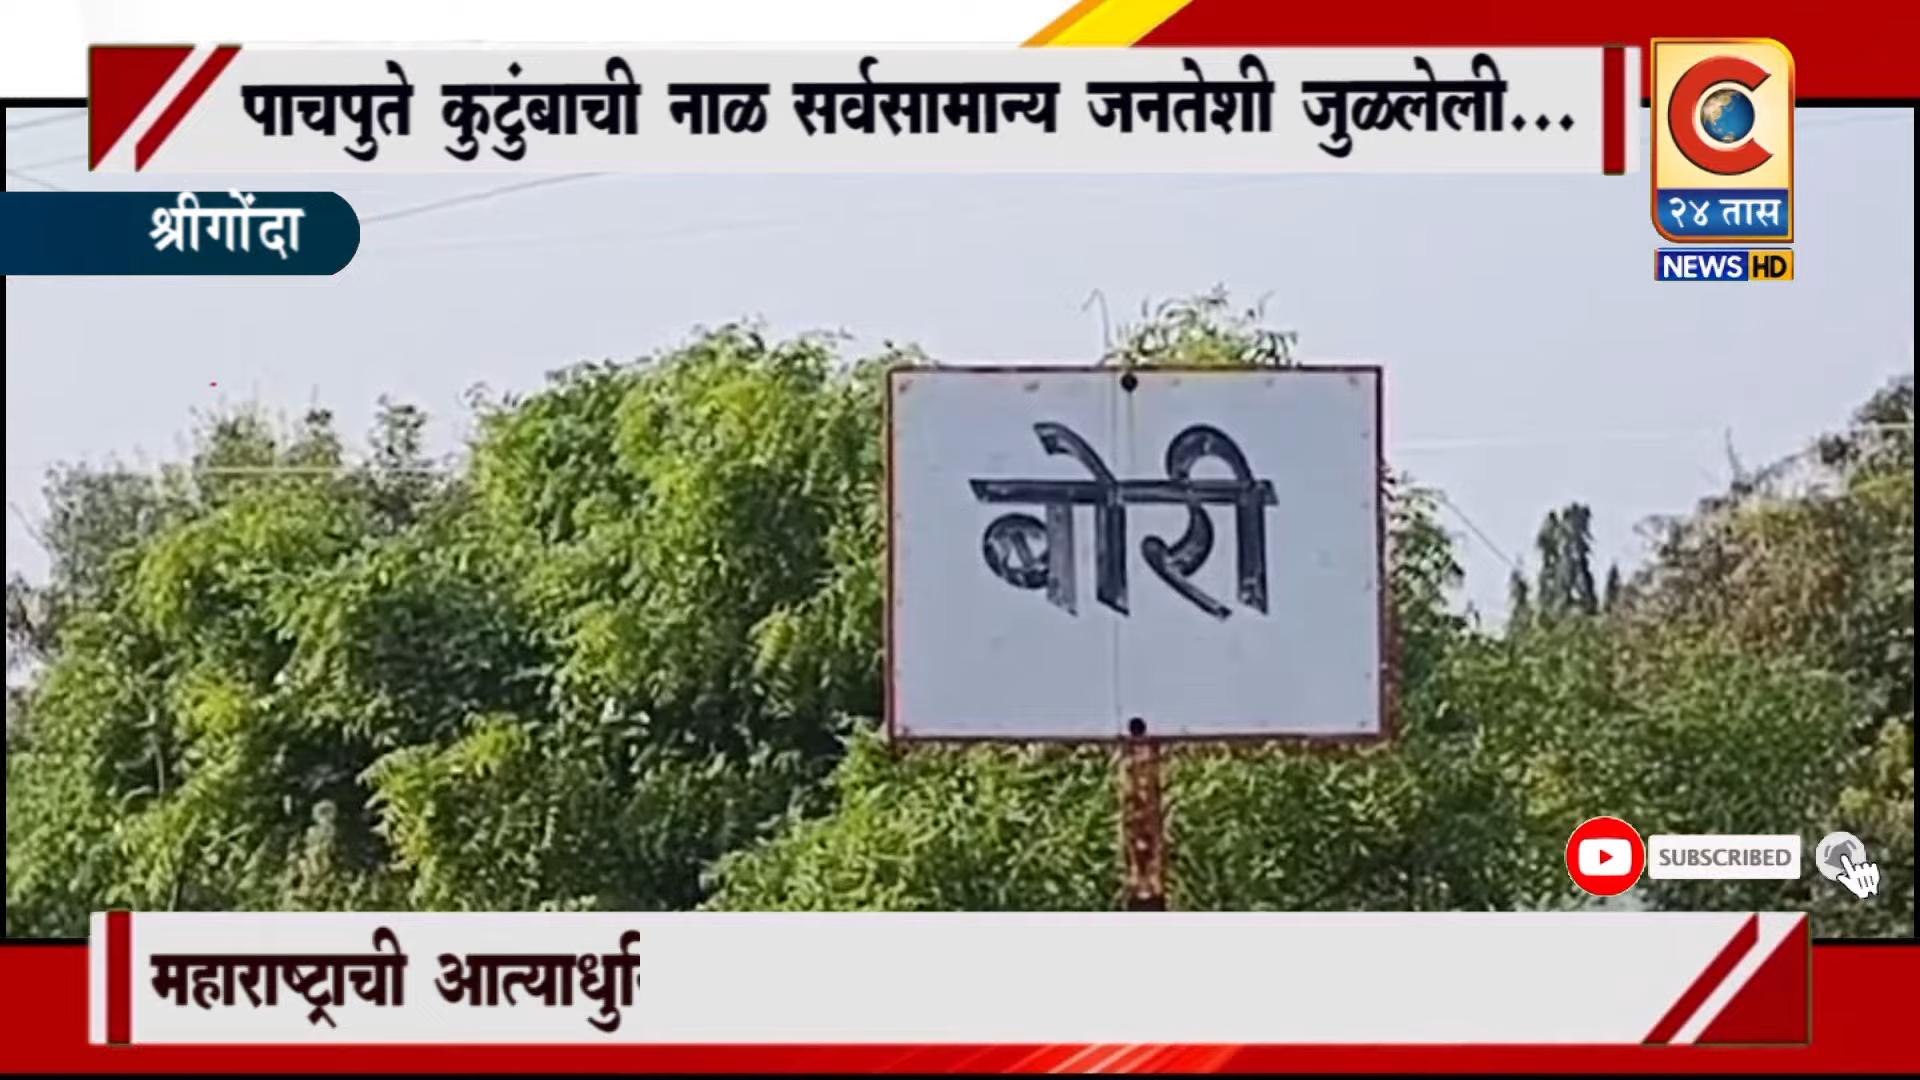 पाचपुते कुटुंबाची नाळ सर्वसामान्य जनतेशी जुळलेली...
श्रीगोंदा
C
२४ तास
NEWS HD
बोरी
SUBSCRIBED
महाराष्ट्राची